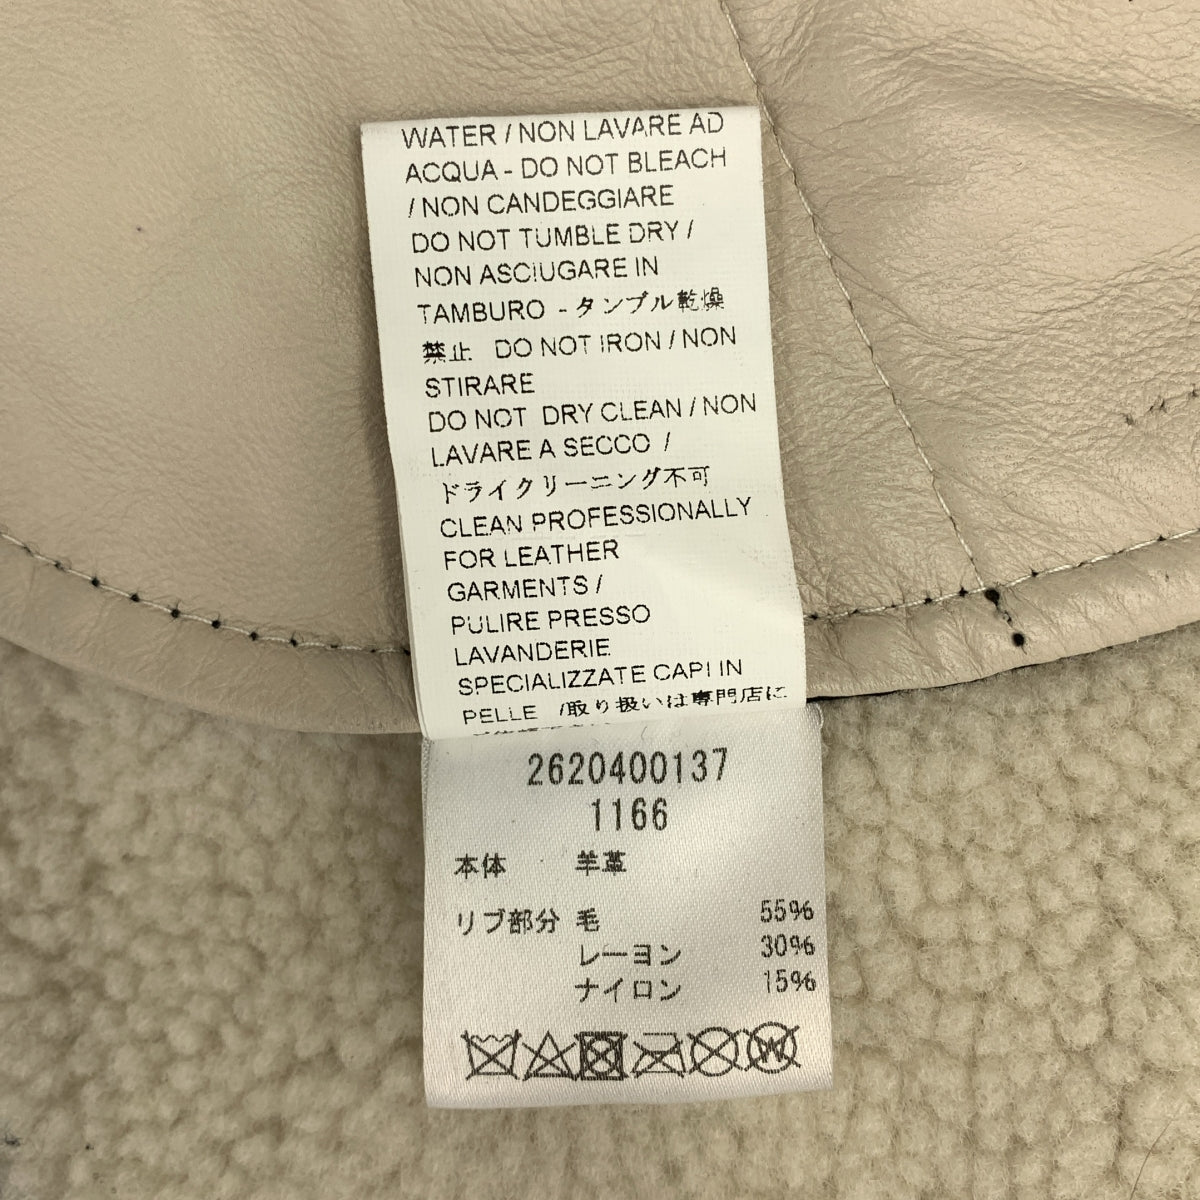 WATER / NON LAVARE AD
ACQUA - DO NOT BLEACH
/ NON CANDEGGIARE
DO NOT TUMBLE DRY /
NON ASCIUGARE IN
TAMBURO - タンブル乾燥
禁止 DO NOT IRON / NON
STIRARE
DO NOT DRY CLEAN / NON
LAVARE A SECCO /
ドライクリーニング不可
CLEAN PROFESSIONALLY
FOR LEATHER
GARMENTS /
PULIRE PRESSO
LAVANDERIE
SPECIALIZZATE CAPI IN
PELLE /取り扱いは専門店に
2620400137
1166
本体 羊革
リブ部分 毛 55%
レーヨン 30%
ナイロン 15%
W